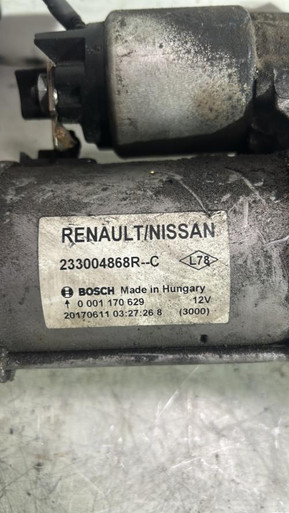 RENAULT/NISSAN
233004868R--C L78
BOSCH Made in Hungary
↑ 0 001 170 629 12V
20170611 03:27:26 8 (3000)